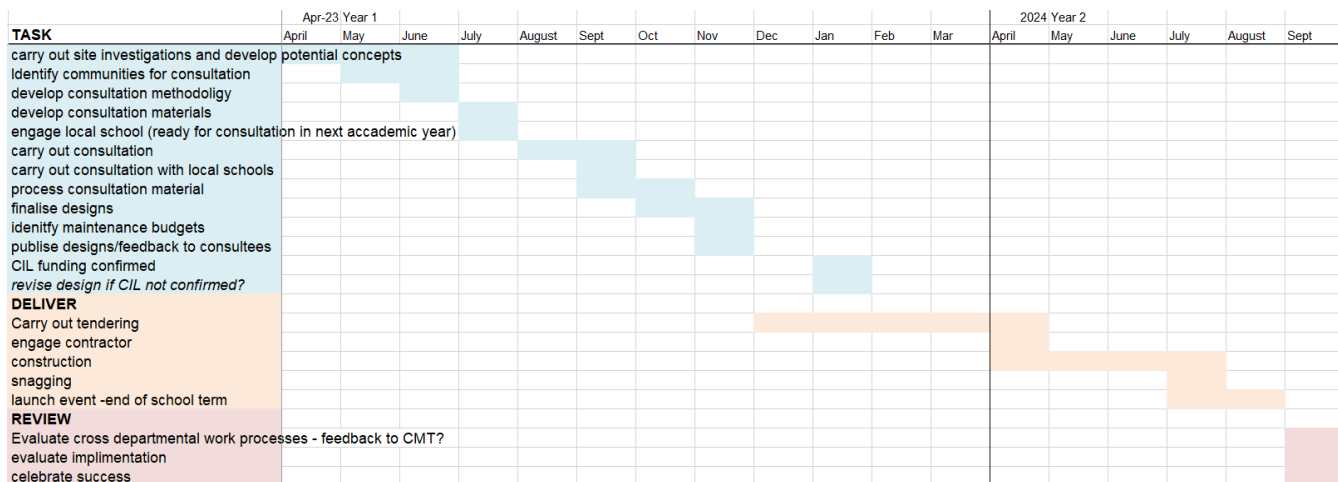 Apr-23 Year 1 2024 Year 2
TASK April May June July August Sept Oct Nov Dec Jan Feb Mar April May June July August Sept
carry out site investigations and develop potential concepts
Identify communities for consultation
develop consultation methodoligy
develop consultation materials
engage local school (ready for consultation in next accademic year)
carry out consultation
carry out consultation with local schools
process consultation material
finalise designs
idenitfy maintenance budgets
publise designs/feedback to consultees
CIL funding confirmed
revise design if CIL not confirmed?
DELIVER
Carry out tendering
engage contractor
construction
snagging
launch event -end of school term
REVIEW
Evaluate cross departmental work processes - feedback to CMT?
evaluate implimentation
celebrate success